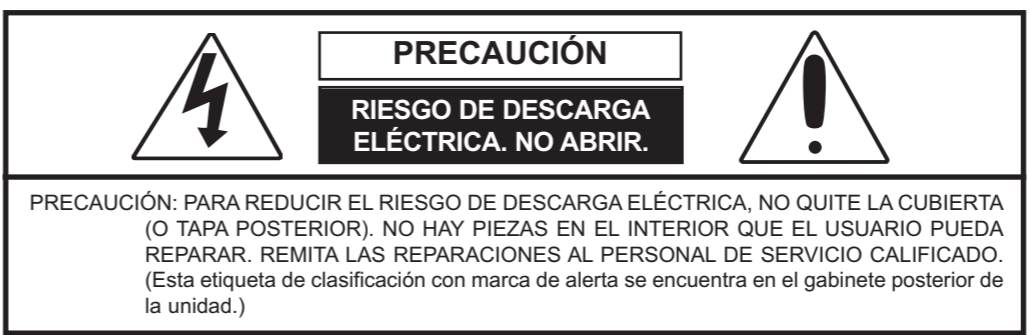 PRECAUCIÓN
RIESGO DE DESCARGA
ELÉCTRICA. NO ABRIR.
PRECAUCIÓN: PARA REDUCIR EL RIESGO DE DESCARGA ELÉCTRICA, NO QUITE LA CUBIERTA
(O TAPA POSTERIOR). NO HAY PIEZAS EN EL INTERIOR QUE EL USUARIO PUEDA
REPARAR. REMITA LAS REPARACIONES AL PERSONAL DE SERVICIO CALIFICADO.
(Esta etiqueta de clasificación con marca de alerta se encuentra en el gabinete posterior de
la unidad.)